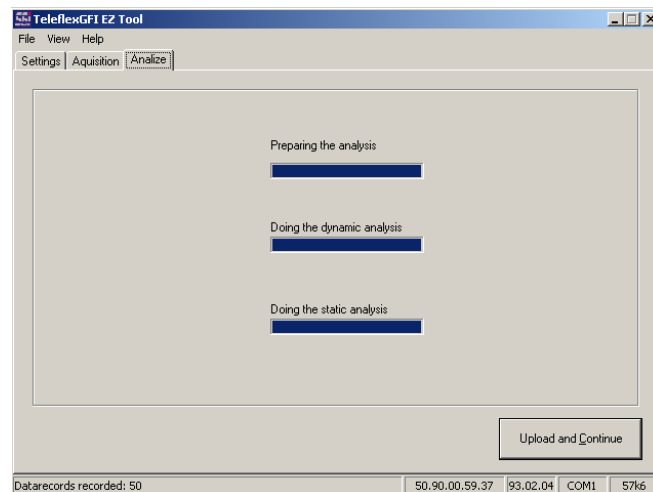 TeleflexGFI EZ Tool
File View Help
Settings Aquisition Analize
Preparing the analysis
Doing the dynamic analysis
Doing the static analysis
Upload and Continue
Datarecords recorded: 50 50.90.00.59.37 93.02.04 COM1 57k6